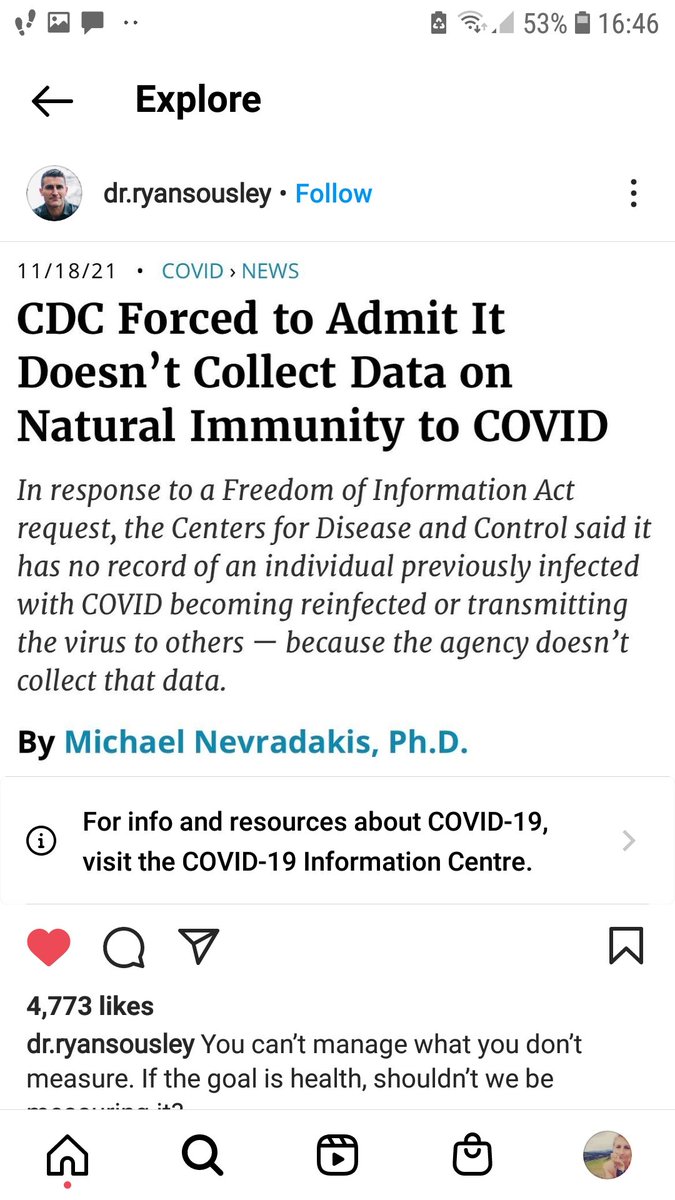 53% 16:46
Explore
dr.ryansousley • Follow
11/18/21 • COVID › NEWS
CDC Forced to Admit It
Doesn’t Collect Data on
Natural Immunity to COVID
In response to a Freedom of Information Act
request, the Centers for Disease and Control said it
has no record of an individual previously infected
with COVID becoming reinfected or transmitting
the virus to others — because the agency doesn’t
collect that data.
By Michael Nevradakis, Ph.D.
For info and resources about COVID-19,
visit the COVID-19 Information Centre.
4,773 likes
dr.ryansousley You can’t manage what you don’t
measure. If the goal is health, shouldn’t we be
measuring it?